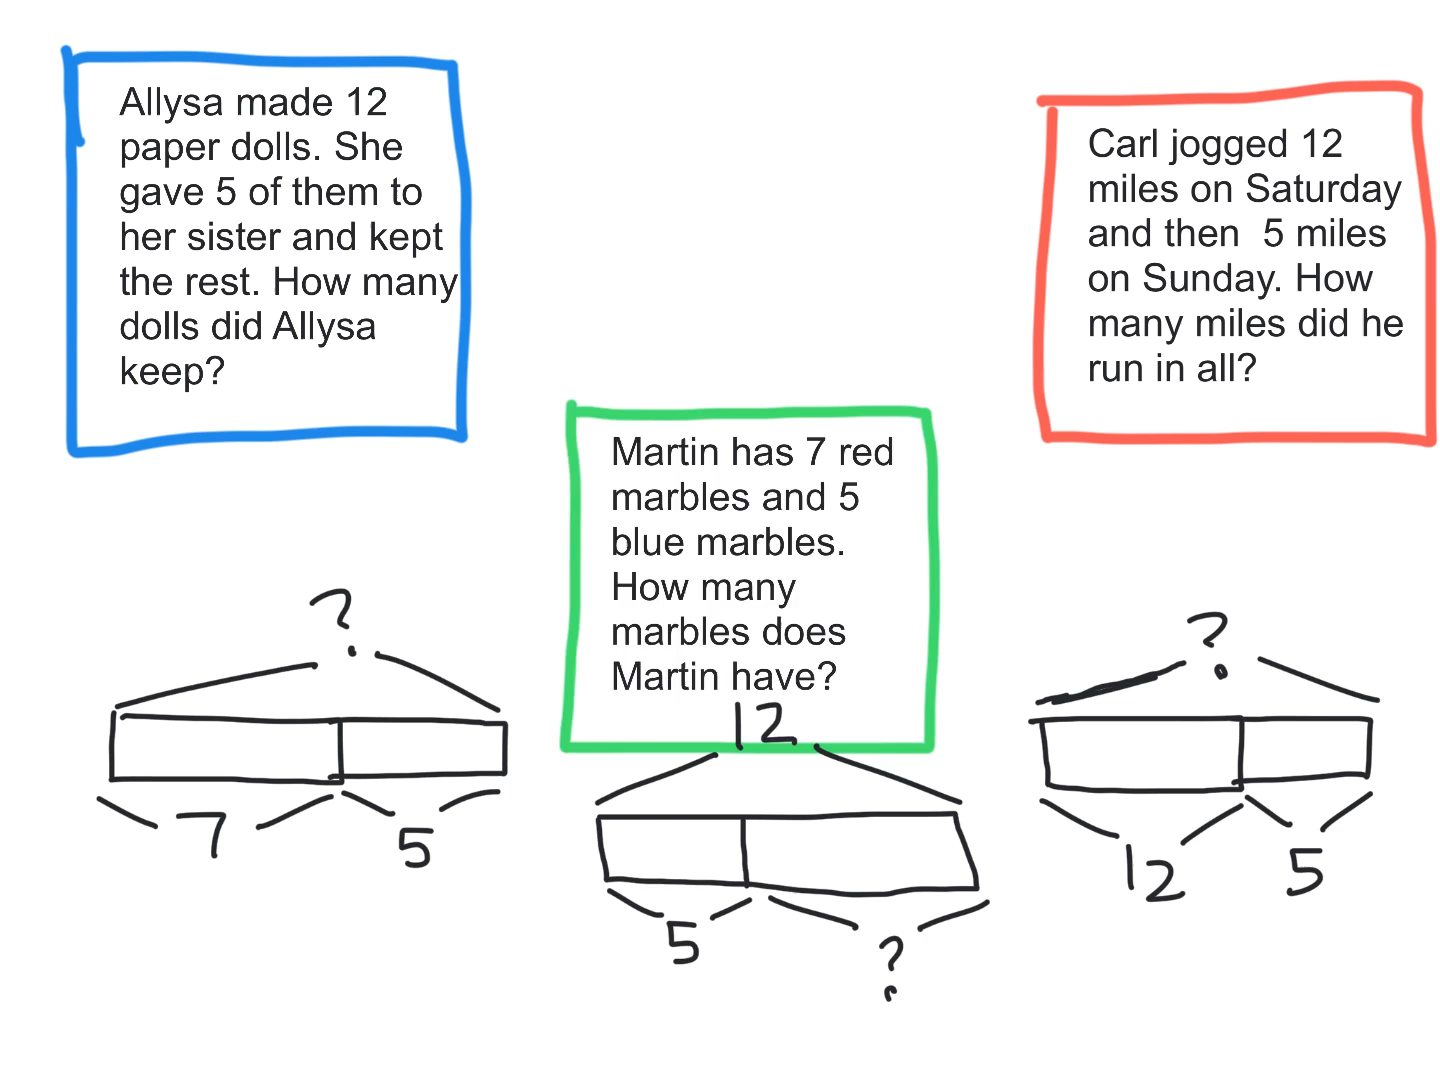 Allysa made 12
paper dolls. She
gave 5 of them to
her sister and kept
the rest. How many
dolls did Allysa
keep?
Carl jogged 12
miles on Saturday
and then  5 miles
on Sunday. How
many miles did he
run in all?
Martin has 7 red
marbles and 5
blue marbles.
How many
marbles does
Martin have?
?
7 5
12
5 ?
?
12 5